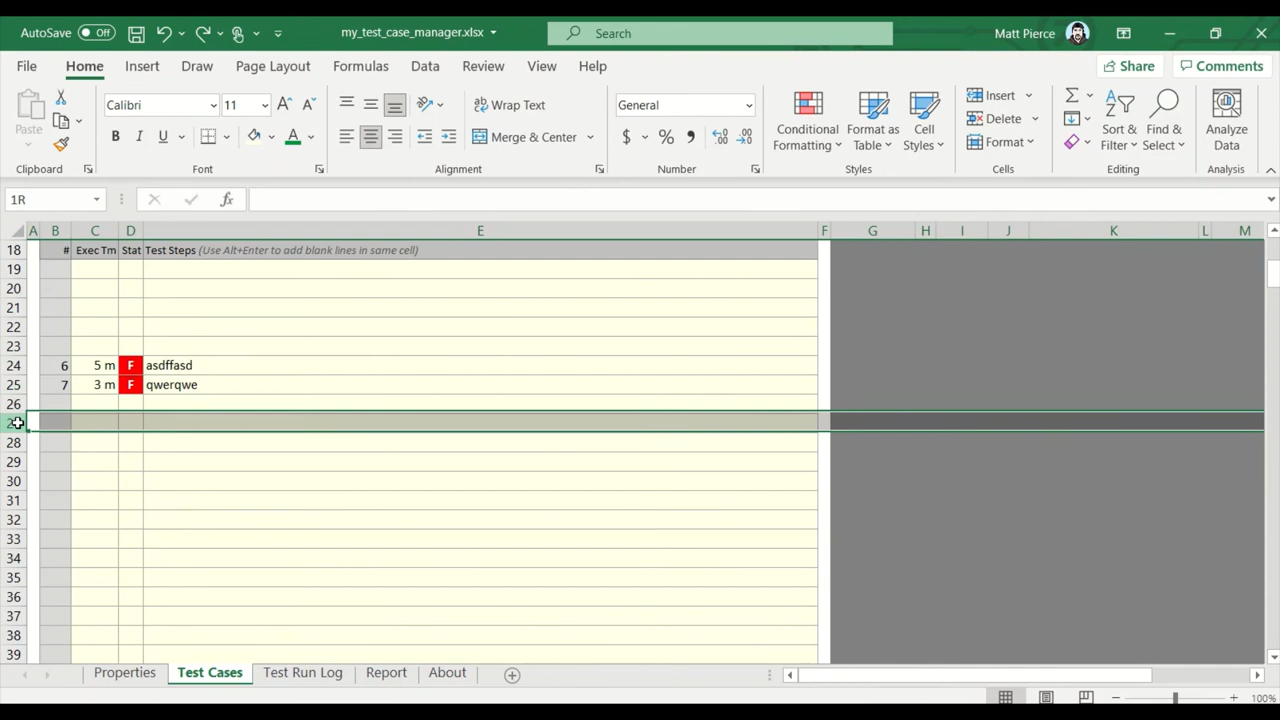 AutoSave Off my_test_case_manager.xlsx Search Matt Pierce
File Home Insert Draw Page Layout Formulas Data Review View Help Share Comments
Paste
Calibri 11
B I U A
Wrap Text
Merge & Center
General
$ % 9
Conditional Formatting
Format as Table
Cell Styles
Insert
Delete
Format
Sort & Filter
Find & Select
Analyze Data
Clipboard Font Alignment Number Styles Cells Editing Analysis
1R fx
A B C D E F G H I J K L M
18 # Exec Tm Stat Test Steps (Use Alt+Enter to add blank lines in same cell)
19
20
21
22
23
24 6 5 m F asdffasd
25 7 3 m F qwerqwe
26
28
29
30
31
32
33
34
35
36
37
38
39
Properties Test Cases Test Run Log Report About
100%